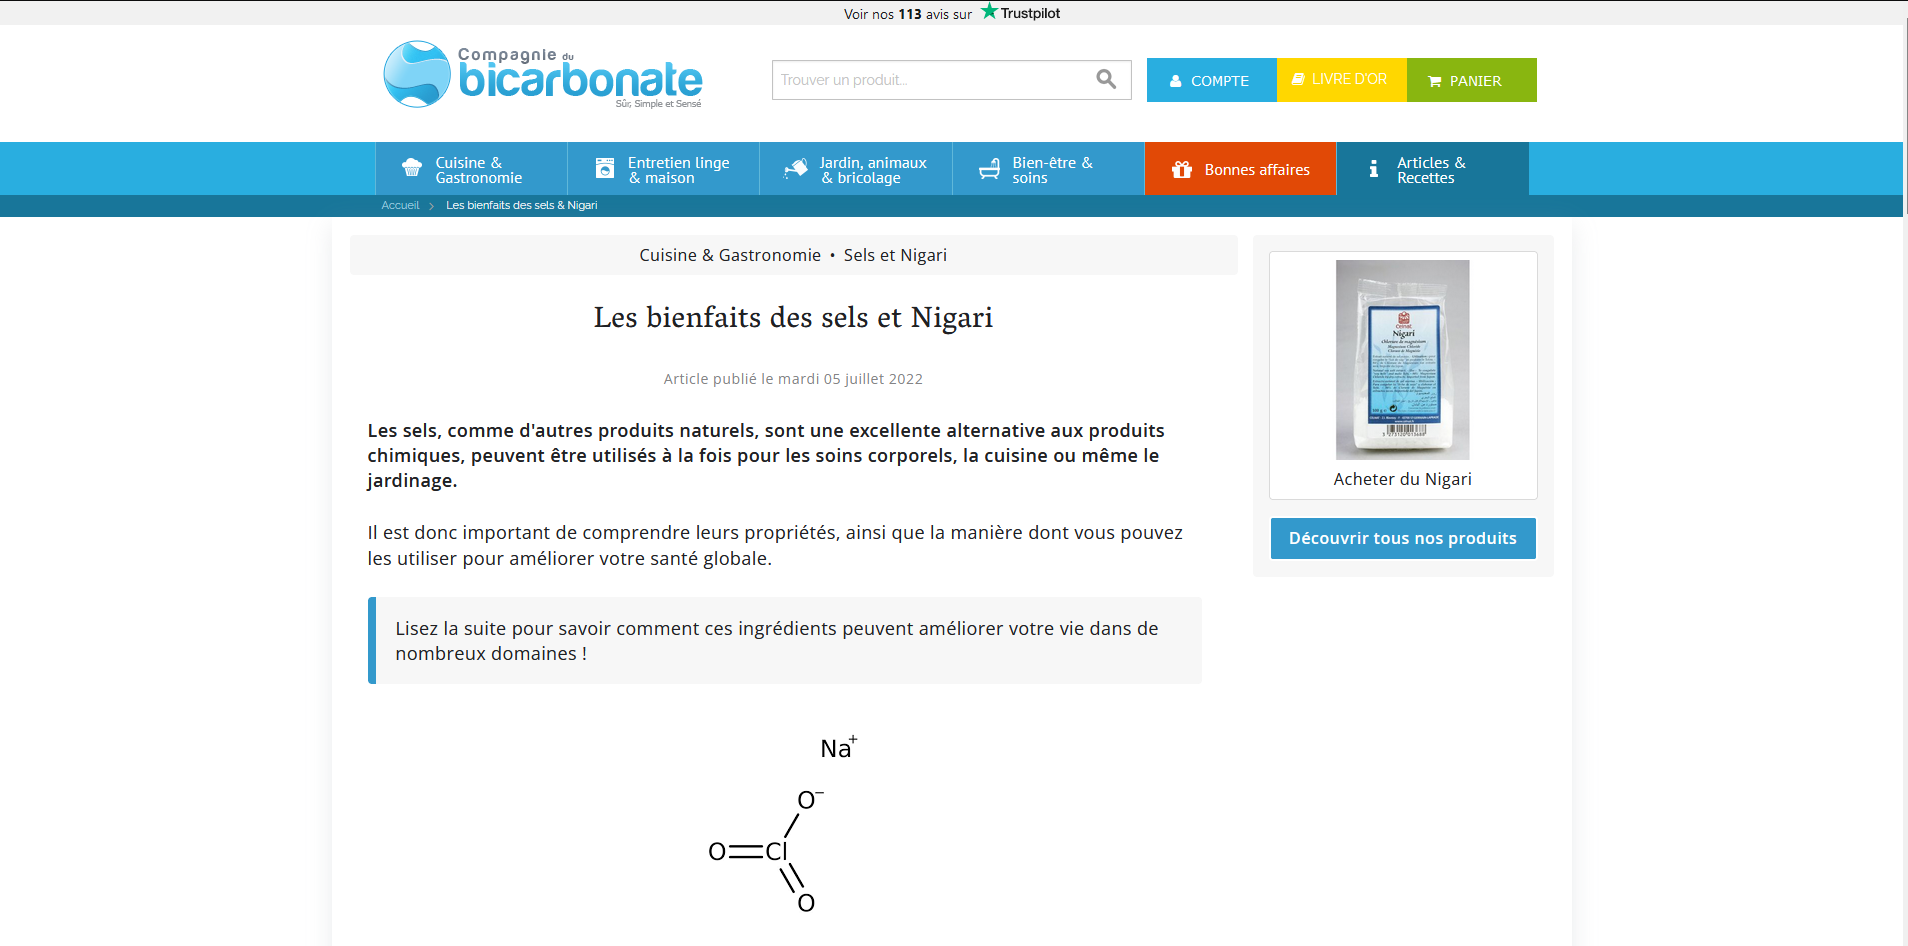 Voir nos 113 avis sur Trustpilot
Compagnie du
bicarbonate
Sûr, Simple et Sensé
Trouver un produit...
COMPTE
LIVRE D'OR
PANIER
Cuisine &
Gastronomie
Entretien linge
& maison
Jardin, animaux
& bricolage
Bien-être &
soins
Bonnes affaires
Articles &
Recettes
Accueil
Les bienfaits des sels & Nigari
Cuisine & Gastronomie • Sels et Nigari
Les bienfaits des sels et Nigari
Article publié le mardi 05 juillet 2022
Les sels, comme d'autres produits naturels, sont une excellente alternative aux produits
chimiques, peuvent être utilisés à la fois pour les soins corporels, la cuisine ou même le
jardinage.
Il est donc important de comprendre leurs propriétés, ainsi que la manière dont vous pouvez
les utiliser pour améliorer votre santé globale.
Lisez la suite pour savoir comment ces ingrédients peuvent améliorer votre vie dans de
nombreux domaines !
Na+
O−
O Cl
O
Nigari
Chlorure de magnésium
Acheter du Nigari
Découvrir tous nos produits